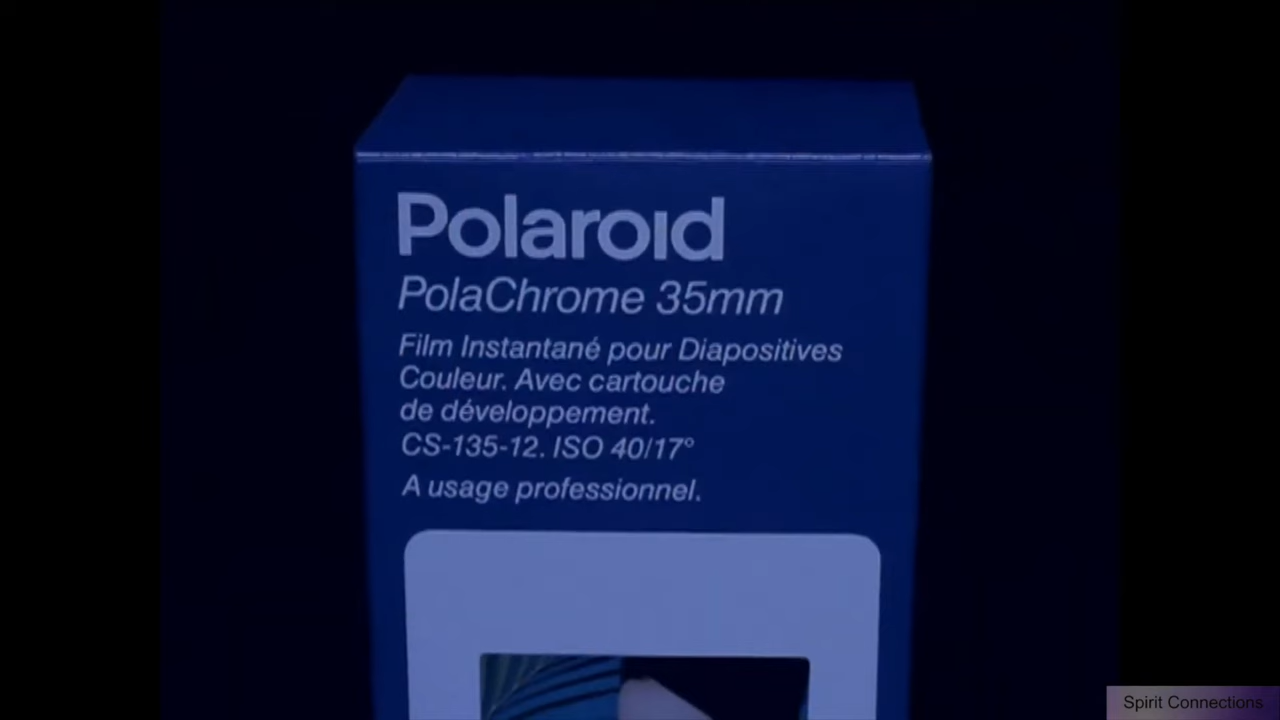 Polaroid
PolaChrome 35mm
Film Instantané pour Diapositives
Couleur. Avec cartouche
de développement.
CS-135-12. ISO 40/17°
A usage professionnel.
Spirit Connections